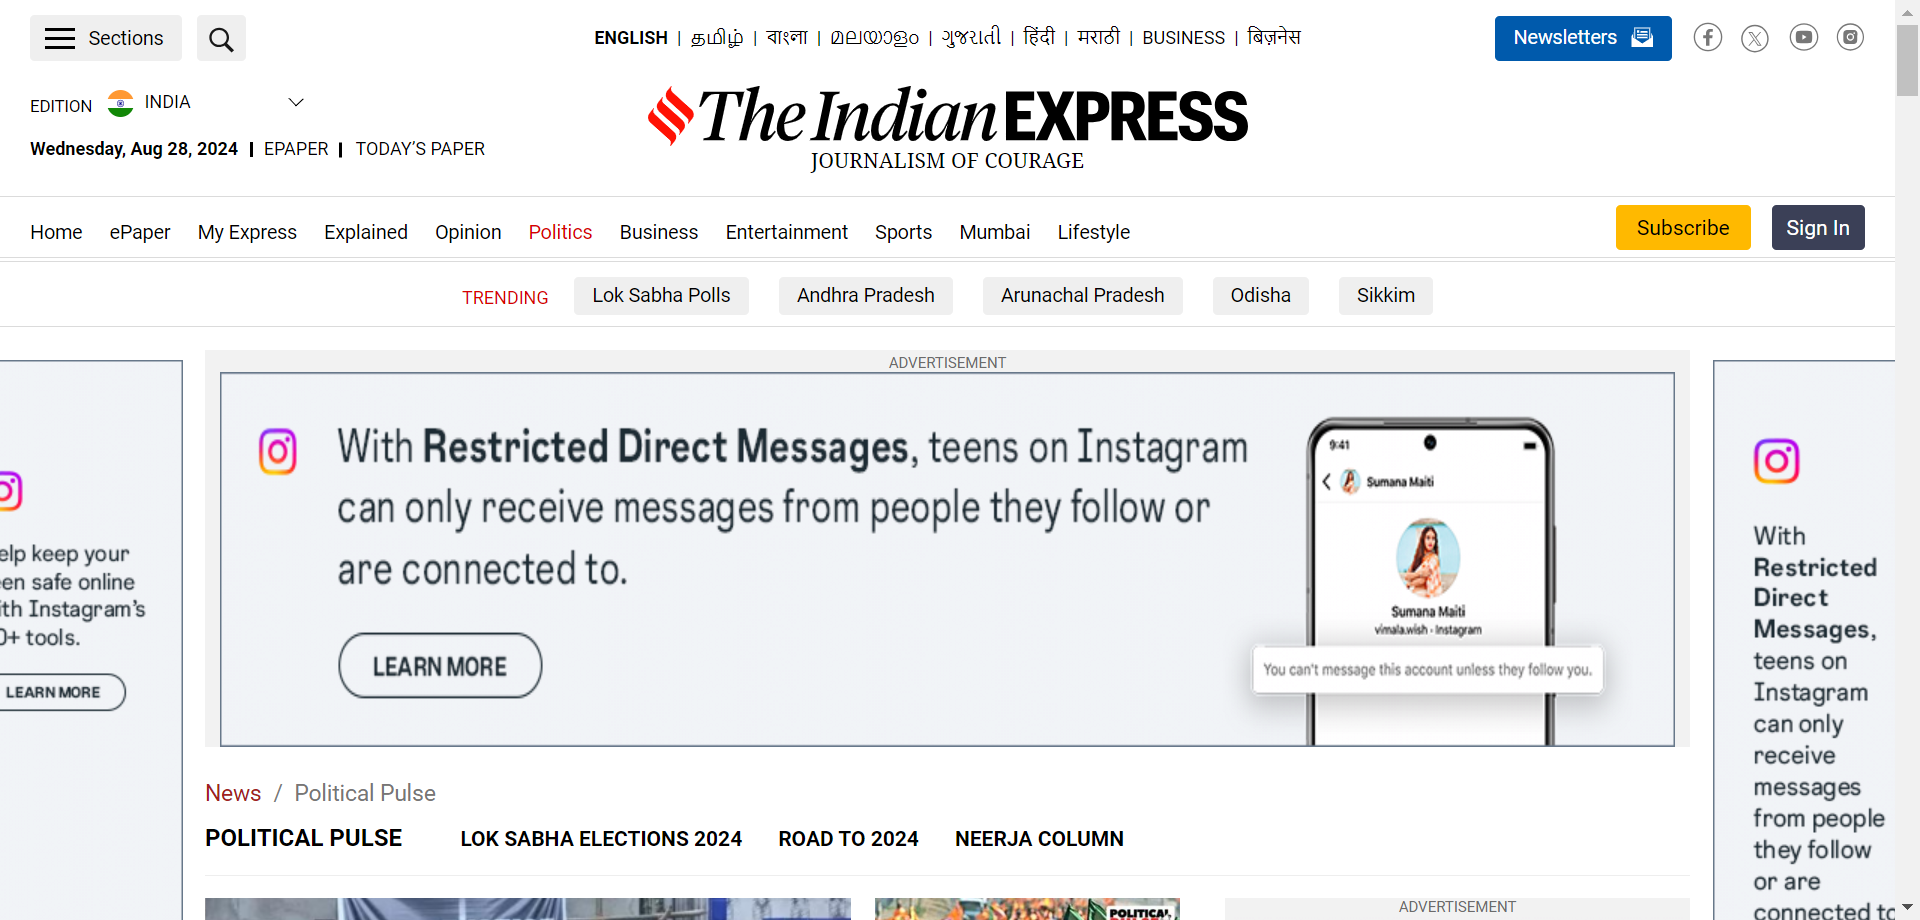 Sections
ENGLISH | தமிழ் | বাংলা | മലയാളം | ગુજરાતી | हिंदी | मराठी | BUSINESS | बिज़नेस
Newsletters
EDITION INDIA
The Indian EXPRESS
JOURNALISM OF COURAGE
Wednesday, Aug 28, 2024 | EPAPER | TODAY'S PAPER
Home ePaper My Express Explained Opinion Politics Business Entertainment Sports Mumbai Lifestyle
Subscribe Sign In
TRENDING Lok Sabha Polls Andhra Pradesh Arunachal Pradesh Odisha Sikkim
ADVERTISEMENT
keep your
safe online
Instagram's
tools.
LEARN MORE
With Restricted Direct Messages, teens on Instagram
can only receive messages from people they follow or
are connected to.
LEARN MORE
9:41
Sumana Maiti
Sumana Maiti
vimala.wish · Instagram
You can't message this account unless they follow you.
With
Restricted
Direct
Messages,
teens on
Instagram
can only
receive
messages
from people
they follow
or are
connected to
News / Political Pulse
POLITICAL PULSE LOK SABHA ELECTIONS 2024 ROAD TO 2024 NEERJA COLUMN
POLITICAL
ADVERTISEMENT